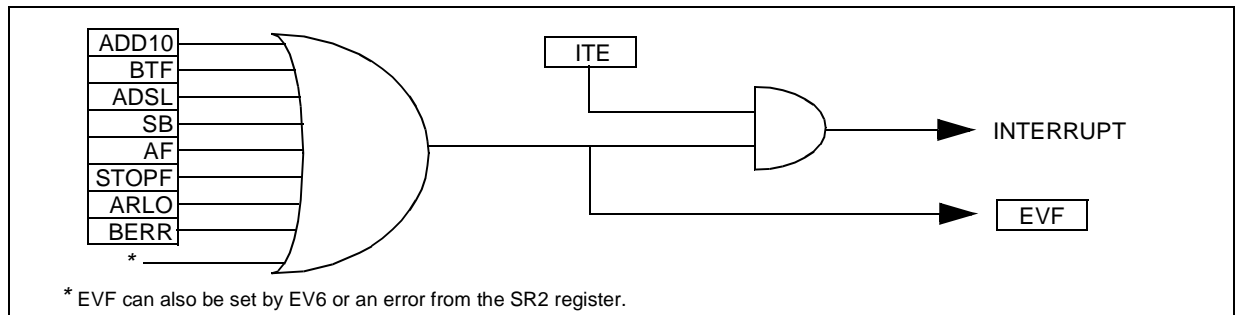 ADD10
BTF
ADSL
SB
AF
STOPF
ARLO
BERR
*
ITE
INTERRUPT
EVF
* EVF can also be set by EV6 or an error from the SR2 register.